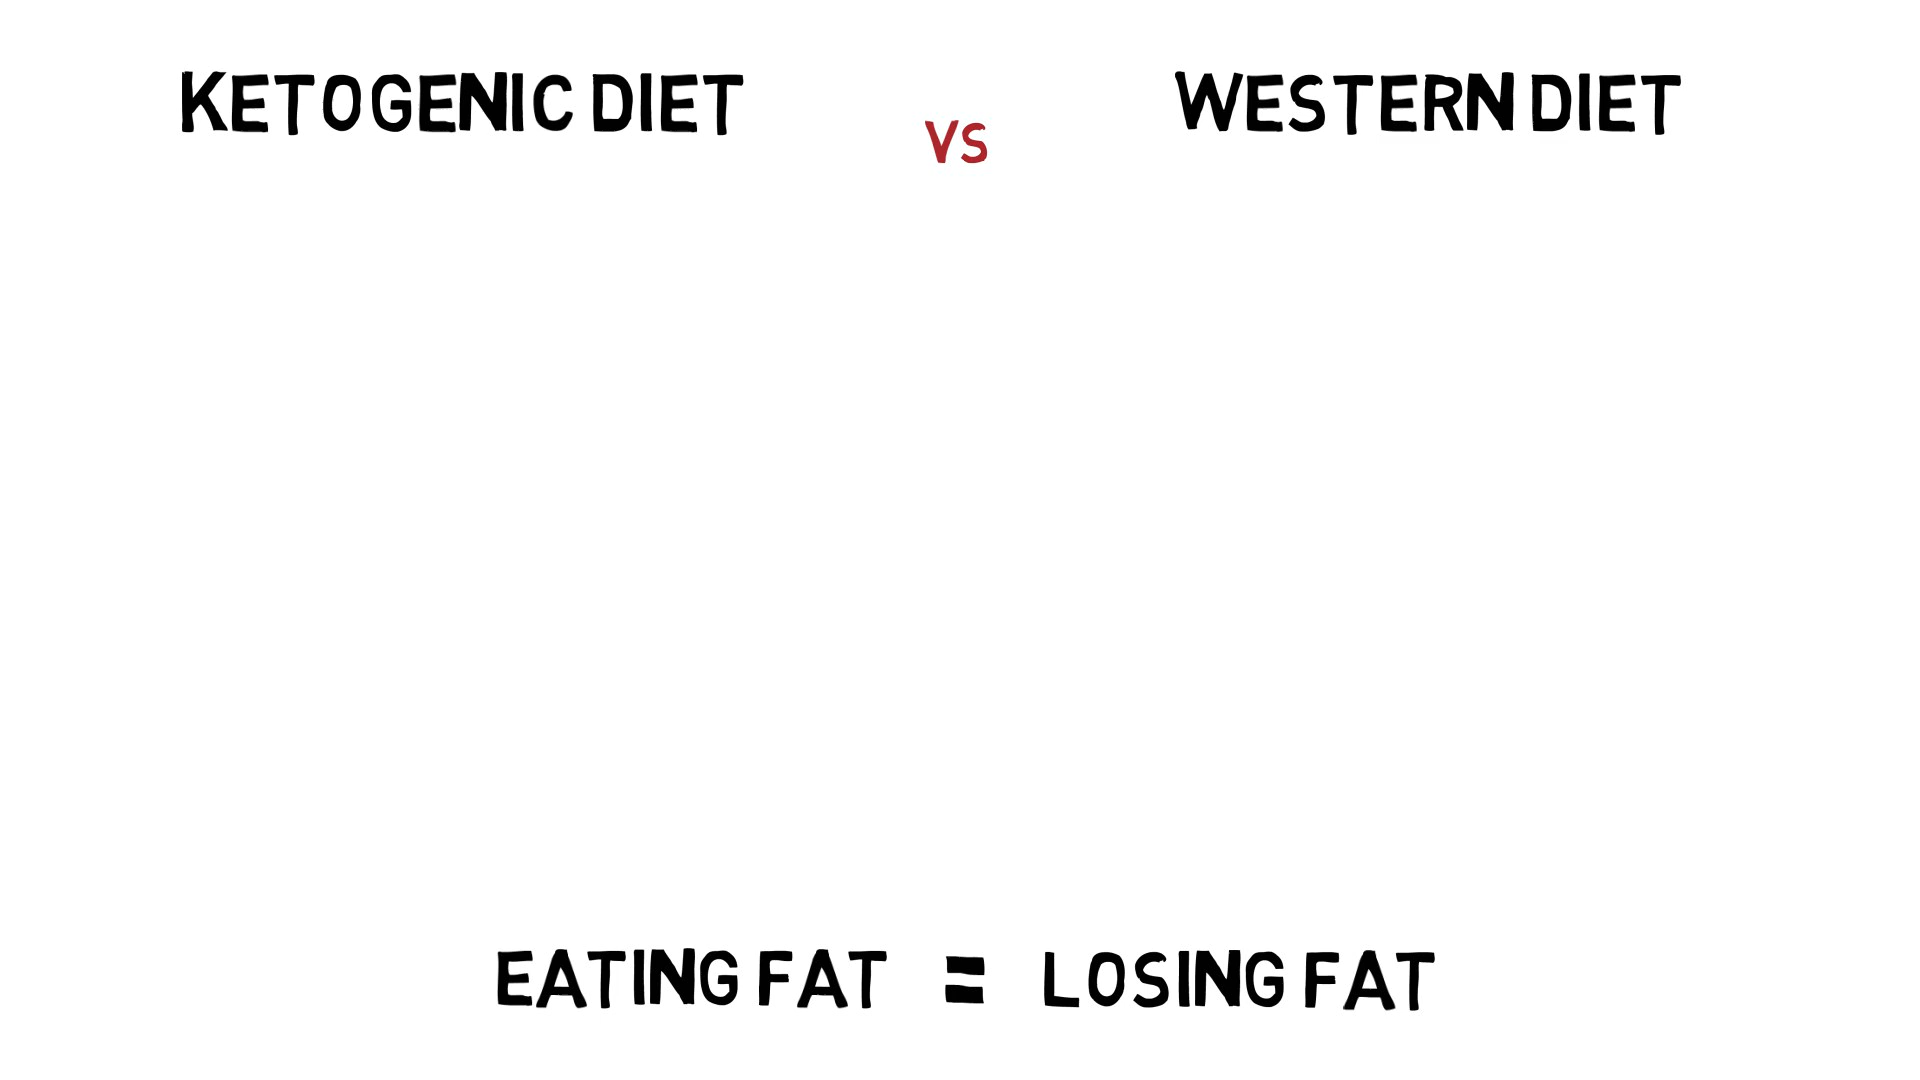 KETOGENIC DIET
VS
WESTERN DIET
EATING FAT = LOSING FAT